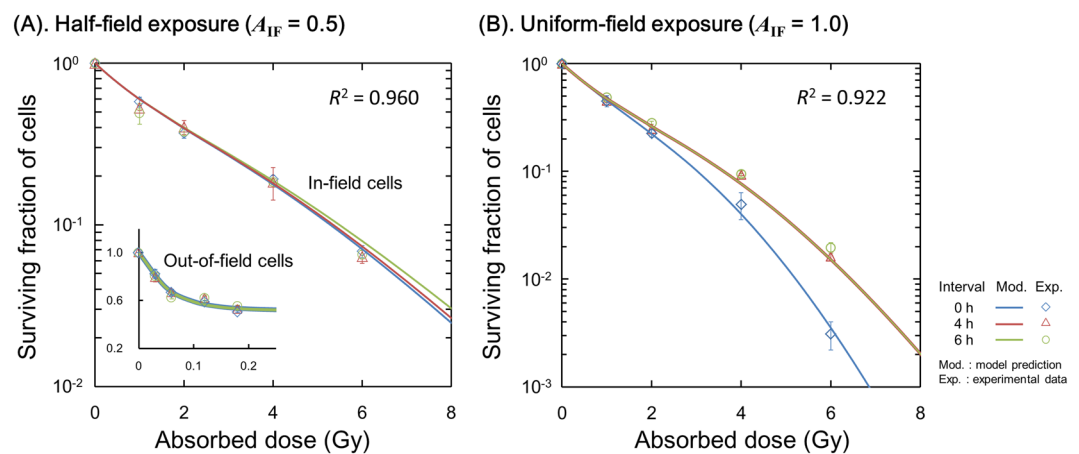 (A). Half-field exposure (A_IF = 0.5)
Surviving fraction of cells
10⁰
10⁻¹
10⁻²
R² = 0.960
In-field cells
Out-of-field cells
1.0
0.6
0.2
0 0.1 0.2
0 2 4 6 8
Absorbed dose (Gy)
(B). Uniform-field exposure (A_IF = 1.0)
Surviving fraction of cells
10⁰
10⁻¹
10⁻²
10⁻³
R² = 0.922
0 2 4 6 8
Absorbed dose (Gy)
Interval Mod. Exp.
0 h
4 h
6 h
Mod. : model prediction
Exp. : experimental data